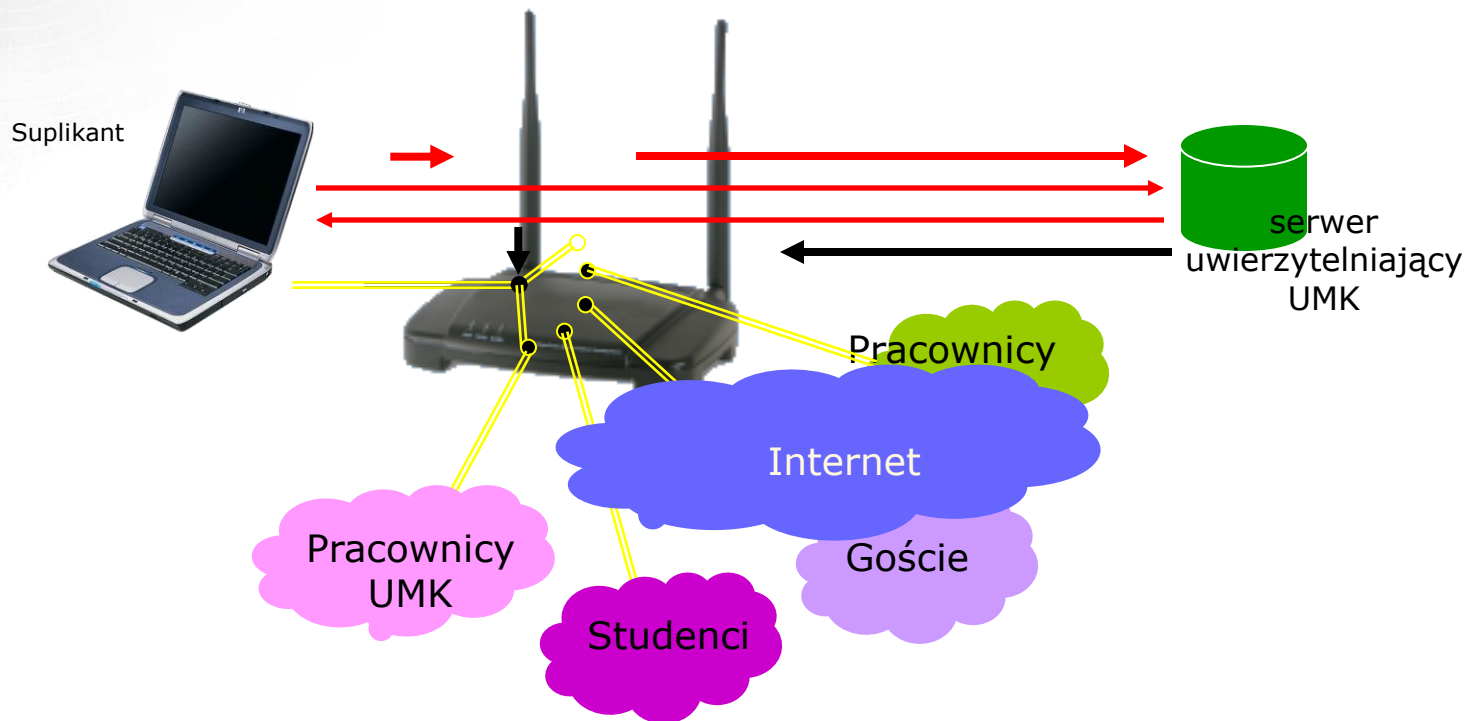 Suplikant
serwer
uwierzytelniający
UMK
Pracownicy
Internet
Pracownicy
UMK
Goście
Studenci